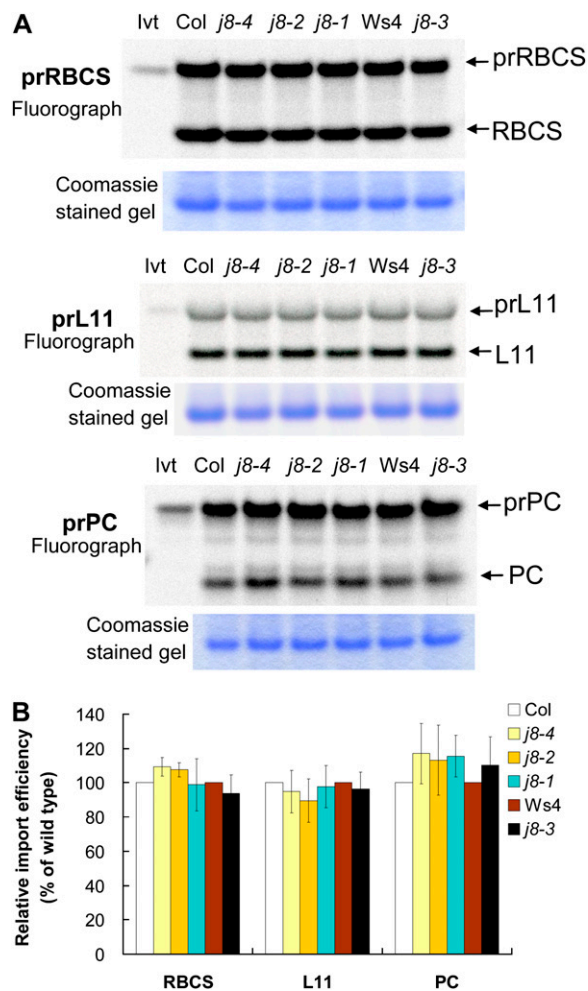 A
Ivt Col j8-4 j8-2 j8-1 Ws4 j8-3
prRBCS
Fluorograph
prRBCS
RBCS
Coomassie
stained gel
Ivt Col j8-4 j8-2 j8-1 Ws4 j8-3
prL11
Fluorograph
prL11
L11
Coomassie
stained gel
Ivt Col j8-4 j8-2 j8-1 Ws4 j8-3
prPC
Fluorograph
prPC
PC
Coomassie
stained gel
B
Relative import efficiency
(% of wild type)
140
120
100
80
60
40
20
0
RBCS L11 PC
Col
j8-4
j8-2
j8-1
Ws4
j8-3